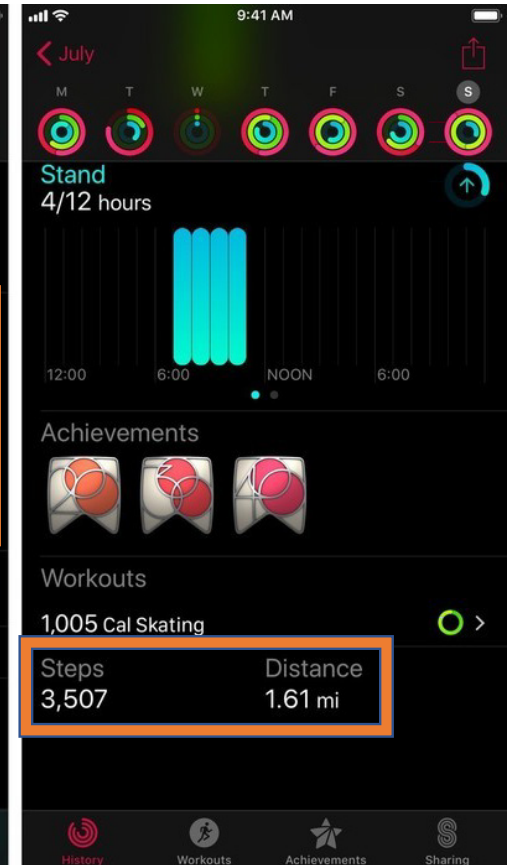 9:41 AM
July
M T W T F S S
Stand
4/12 hours
12:00 6:00 NOON 6:00
Achievements
Workouts
1,005 Cal Skating
Steps Distance
3,507 1.61 mi
History Workouts Achievements Sharing